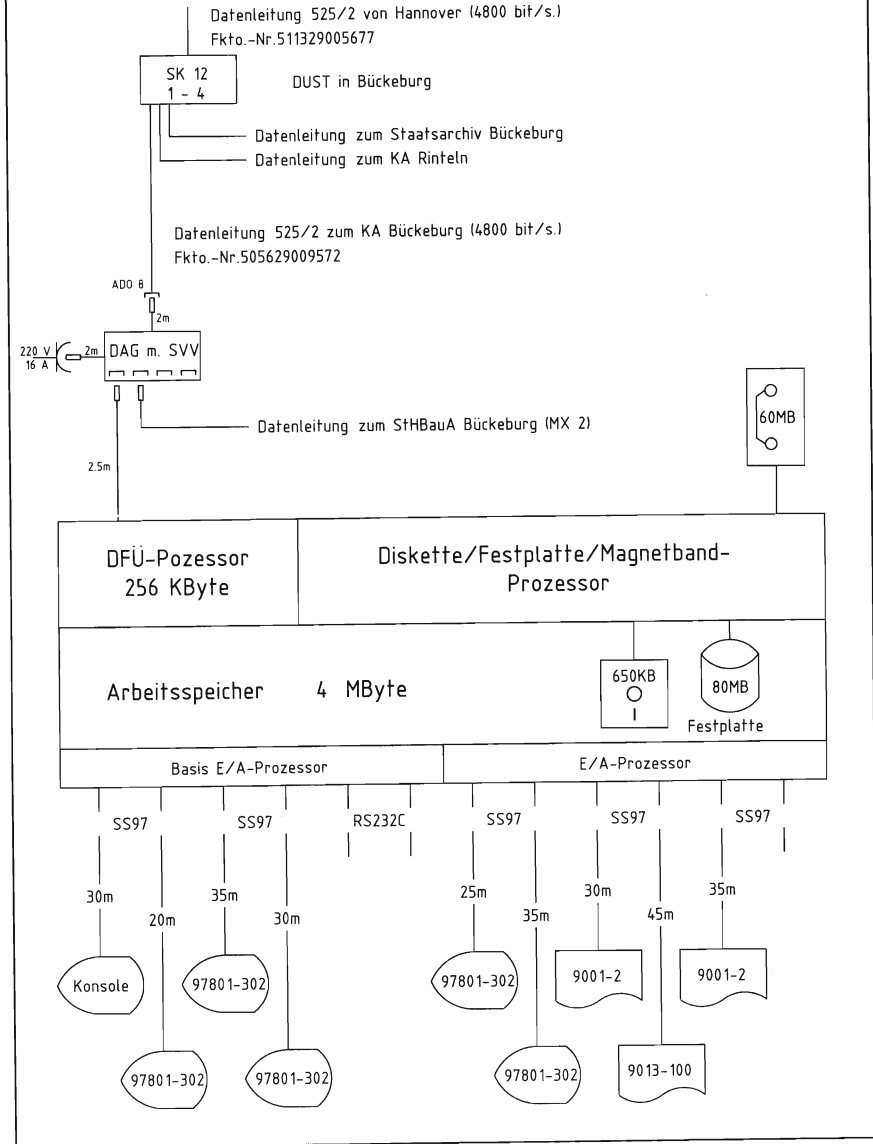 Datenleitung 525/2 von Hannover (4800 bit/s.)
Fkto.-Nr.511329005677
SK 12
1 - 4
DUST in Bückeburg
Datenleitung zum Staatsarchiv Bückeburg
Datenleitung zum KA Rinteln
Datenleitung 525/2 zum KA Bückeburg (4800 bit/s.)
Fkto.-Nr.505629009572
ADO 8
2m
220 V
16 A
2m
DAG m. SVV
60MB
Datenleitung zum StHBauA Bückeburg (MX 2)
2.5m
DFÜ-Pozessor
256 KByte
Diskette/Festplatte/Magnetband-
Prozessor
Arbeitsspeicher 4 MByte
650KB
80MB
Festplatte
Basis E/A-Prozessor
E/A-Prozessor
SS97
SS97
RS232C
SS97
SS97
SS97
30m
20m
35m
30m
25m
35m
30m
45m
35m
Konsole
97801-302
97801-302
9001-2
9001-2
97801-302
97801-302
97801-302
9013-100